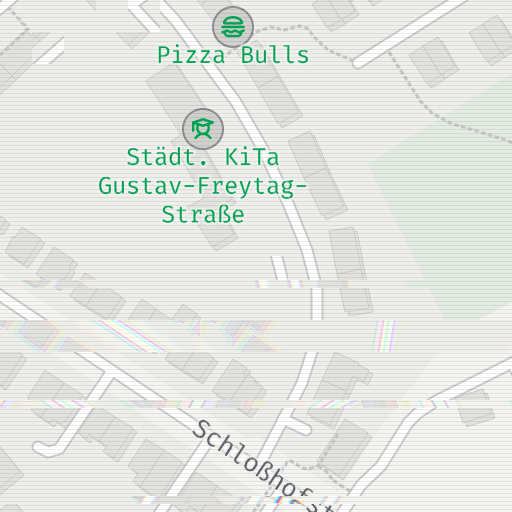 Pizza Bulls
Städt. KiTa
Gustav-Freytag-
Straße
Schloßhofst